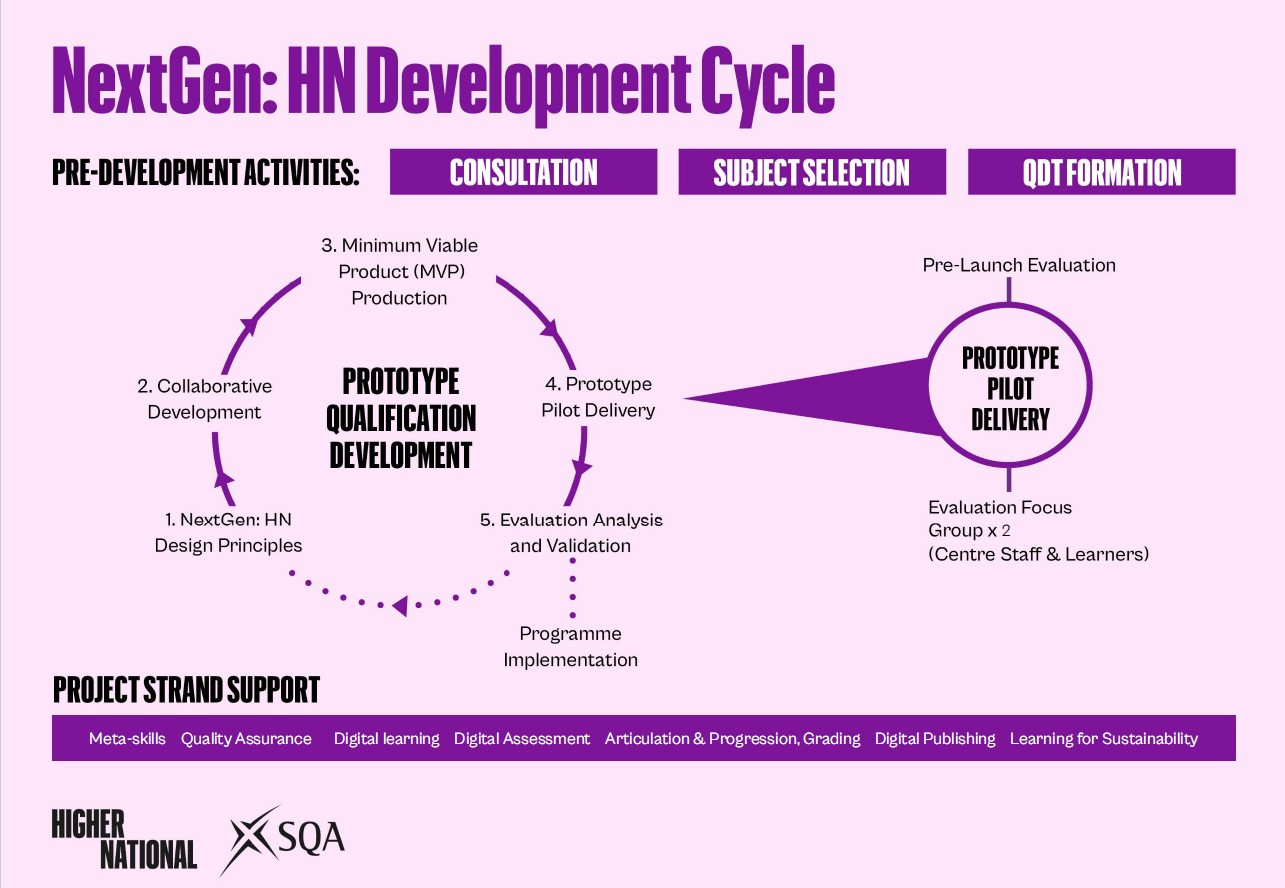 NextGen: HN Development Cycle
PRE-DEVELOPMENT ACTIVITIES:
CONSULTATION
SUBJECT SELECTION
QDT FORMATION
3. Minimum Viable
Product (MVP)
Production
2. Collaborative
Development
PROTOTYPE
QUALIFICATION
DEVELOPMENT
4. Prototype
Pilot Delivery
1. NextGen: HN
Design Principles
5. Evaluation Analysis
and Validation
Programme
Implementation
Pre-Launch Evaluation
PROTOTYPE
PILOT
DELIVERY
Evaluation Focus
Group x 2
(Centre Staff & Learners)
PROJECT STRAND SUPPORT
Meta-skills Quality Assurance Digital learning Digital Assessment Articulation & Progression, Grading Digital Publishing Learning for Sustainability
HIGHER
NATIONAL
SQA